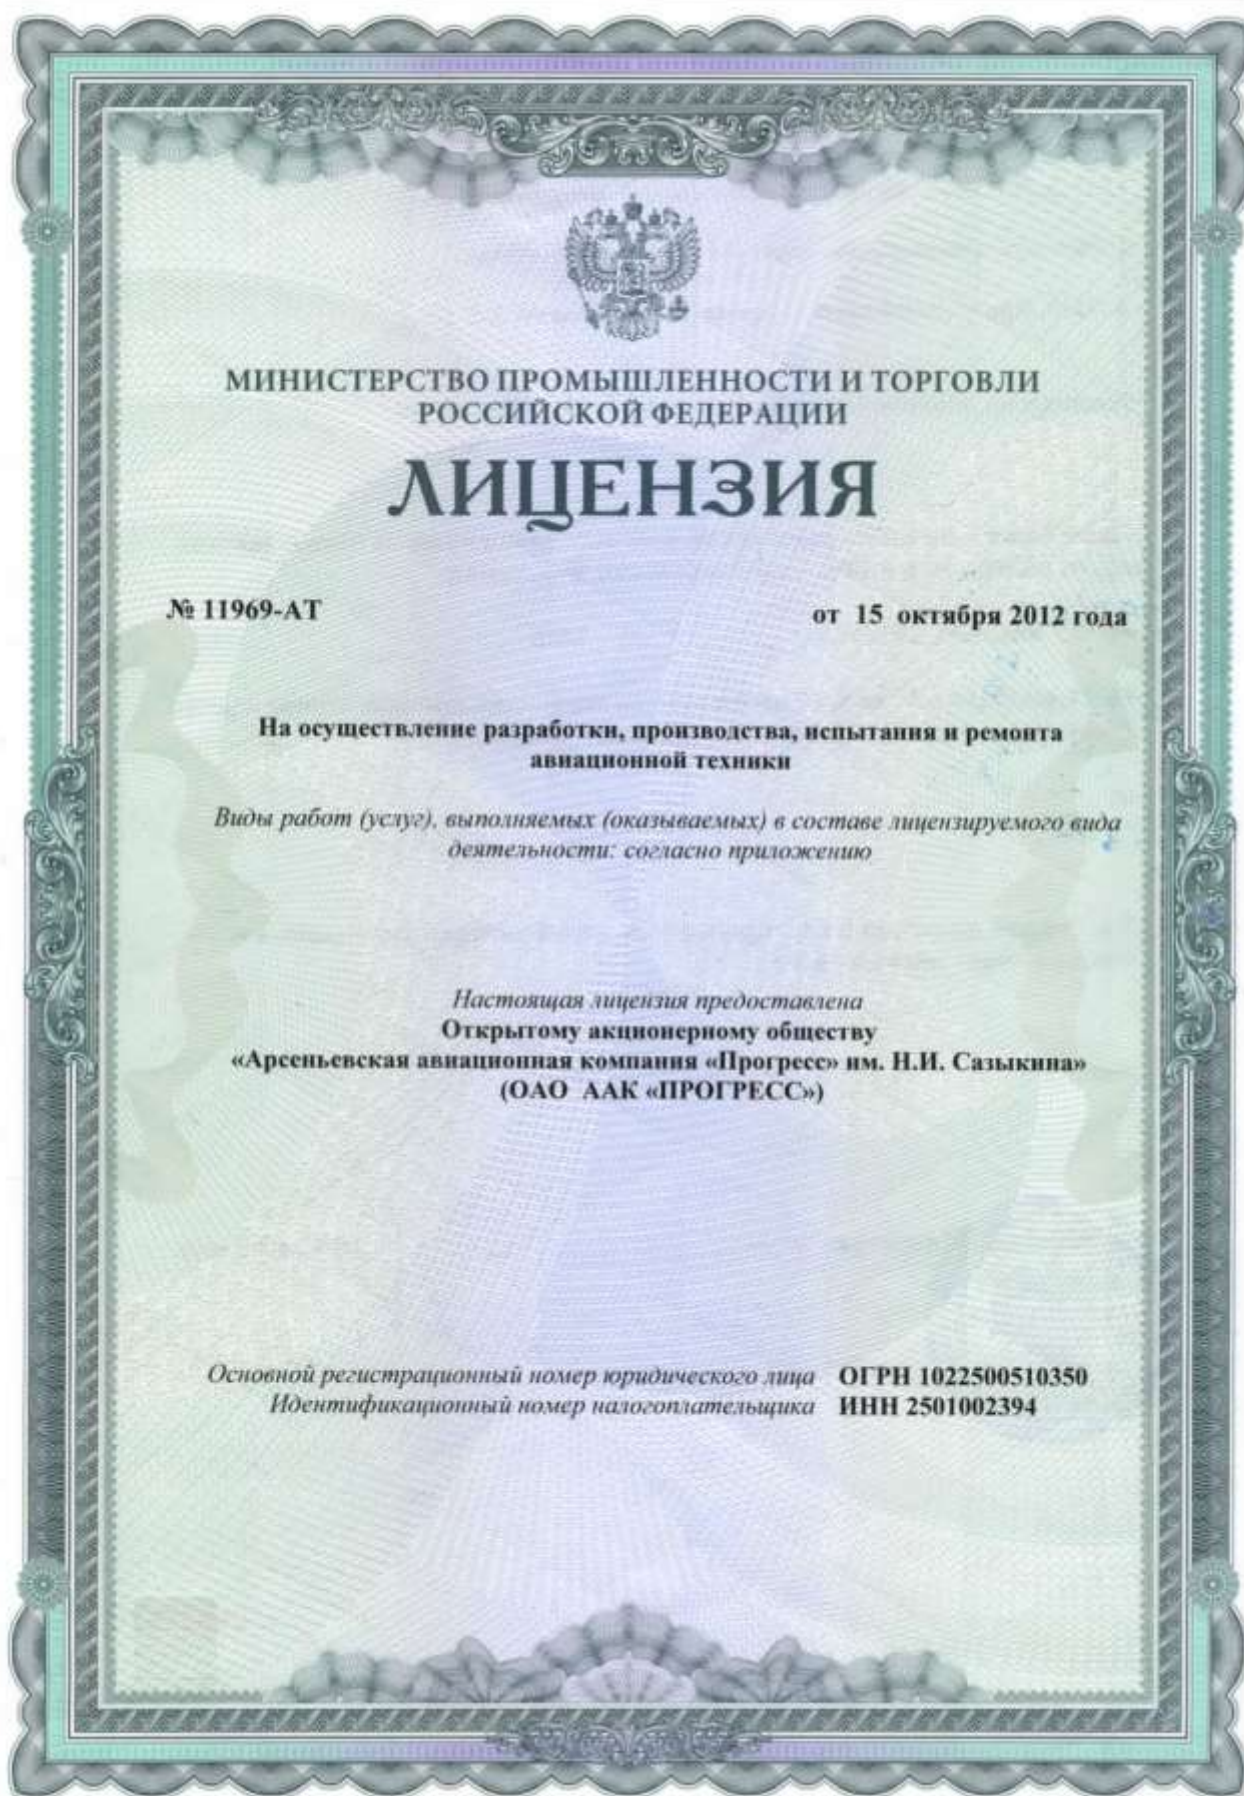 МИНИСТЕРСТВО ПРОМЫШЛЕННОСТИ И ТОРГОВЛИ
РОССИЙСКОЙ ФЕДЕРАЦИИ
ЛИЦЕНЗИЯ
№ 11969-АТ от 15 октября 2012 года
На осуществление разработки, производства, испытания и ремонта
авиационной техники
Виды работ (услуг), выполняемых (оказываемых) в составе лицензируемого вида
деятельности: согласно приложению
Настоящая лицензия предоставлена
Открытому акционерному обществу
«Арсеньевская авиационная компания «Прогресс» им. Н.И. Сазыкина»
(ОАО ААК «ПРОГРЕСС»)
Основной регистрационный номер юридического лица ОГРН 1022500510350
Идентификационный номер налогоплательщика ИНН 2501002394